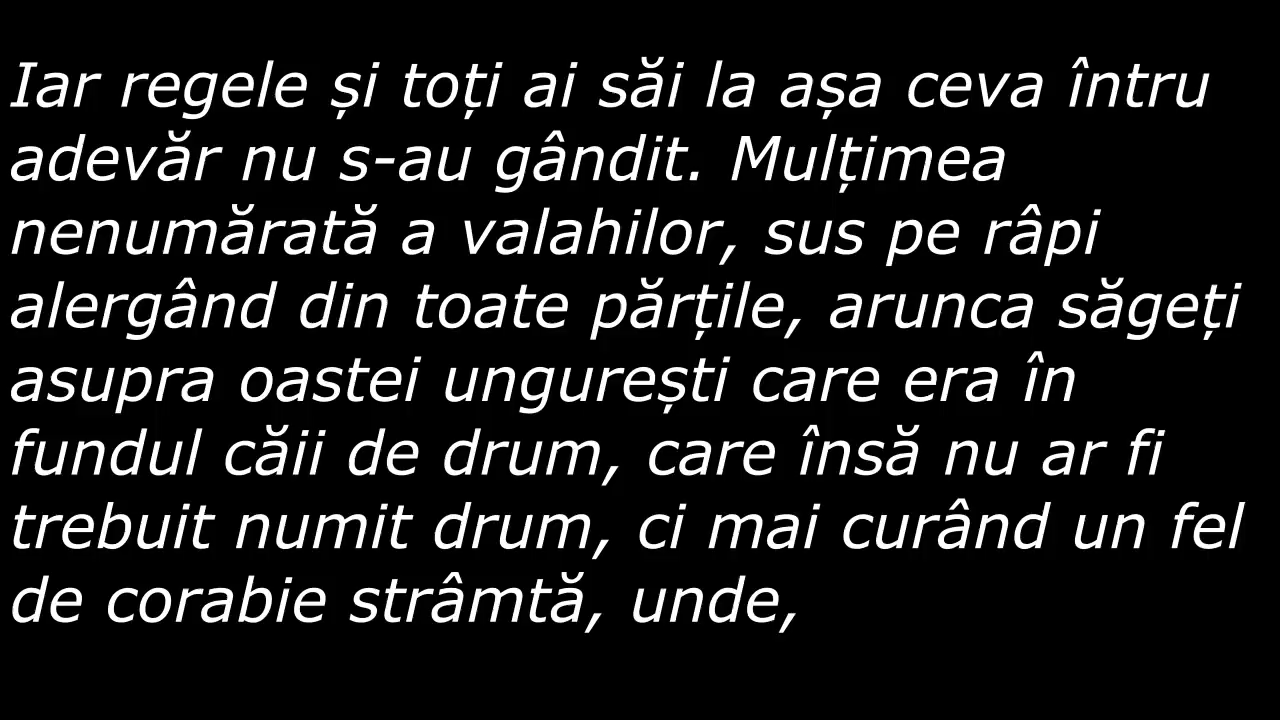 Iar regele și toți ai săi la așa ceva întru
adevăr nu s-au gândit. Mulțimea
nenumărată a valahilor, sus pe râpi
alergând din toate părțile, arunca săgeți
asupra oastei ungurești care era în
fundul căii de drum, care însă nu ar fi
trebuit numit drum, ci mai curând un fel
de corabie strâmtă, unde,